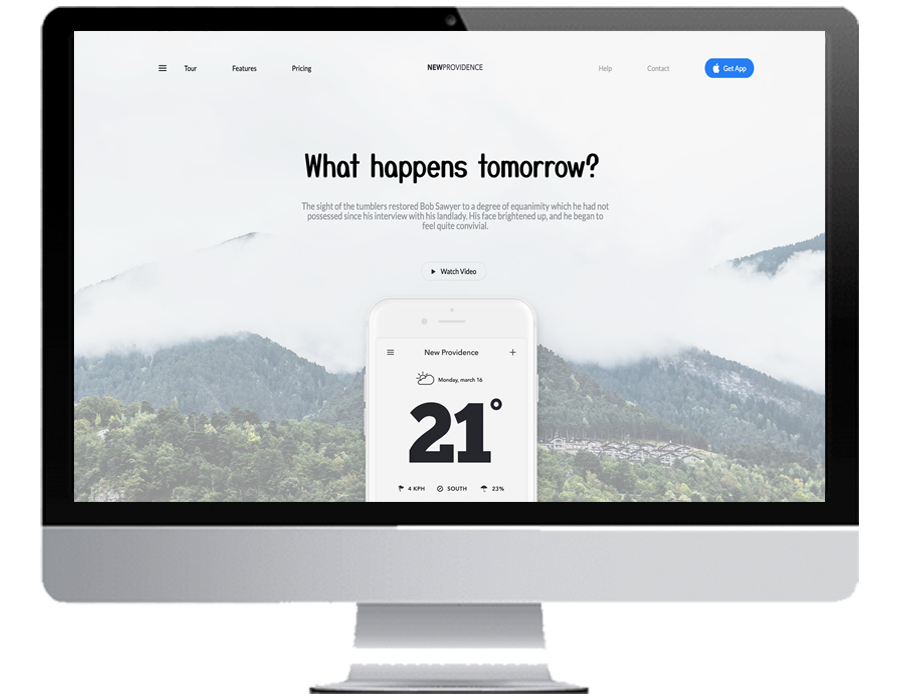 Tour Features Pricing NEWPROVIDENCE Help Contact Get App
What happens tomorrow?
The sight of the tumblers restored Bob Sawyer to a degree of equanimity which he had not
possessed since his interview with his landlady. His face brightened up, and he began to
feel quite convivial.
Watch Video
New Providence
Monday, march 16
21°
4 KPH SOUTH 23%